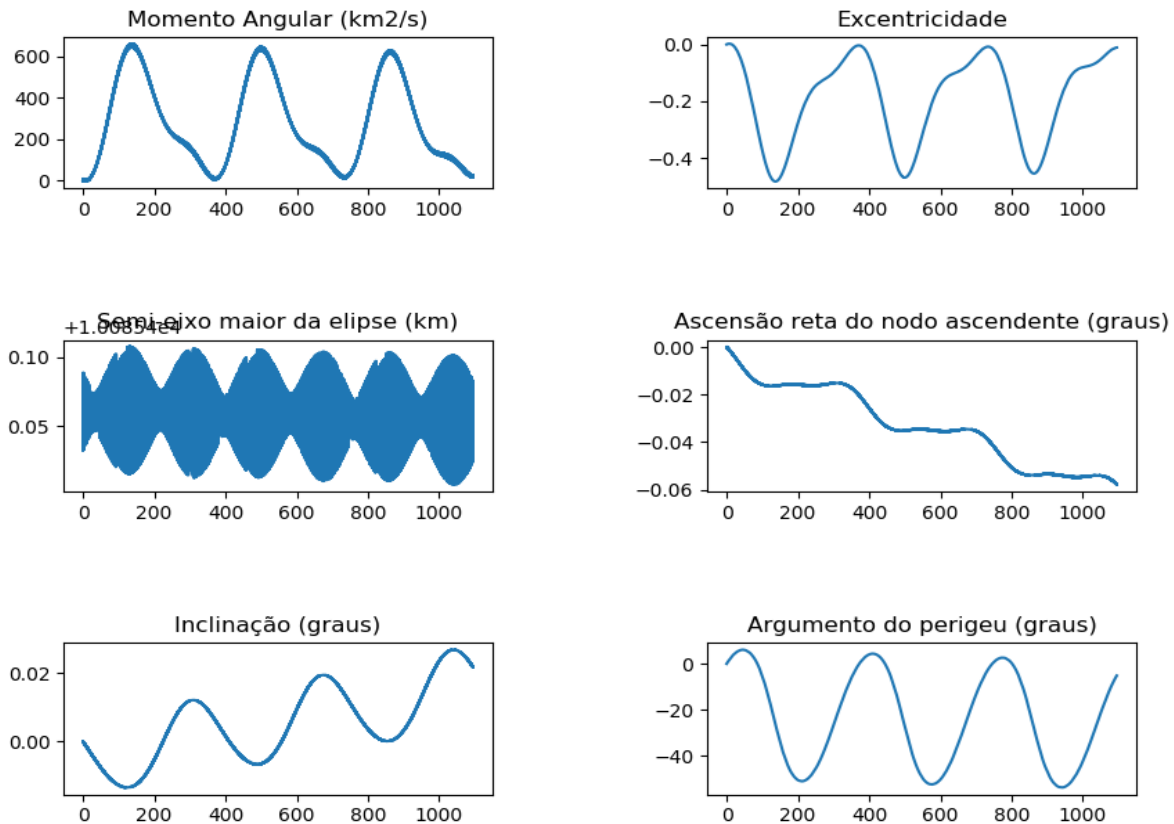 Momento Angular (km2/s)
600
400
200
0
0 200 400 600 800 1000
Excentricidade
0.0
−0.2
−0.4
0 200 400 600 800 1000
Semi-eixo maior da elipse (km)
+1.00854e4
0.10
0.05
0 200 400 600 800 1000
Ascensão reta do nodo ascendente (graus)
0.00
−0.02
−0.04
−0.06
0 200 400 600 800 1000
Inclinação (graus)
0.02
0.00
0 200 400 600 800 1000
Argumento do perigeu (graus)
0
−20
−40
0 200 400 600 800 1000